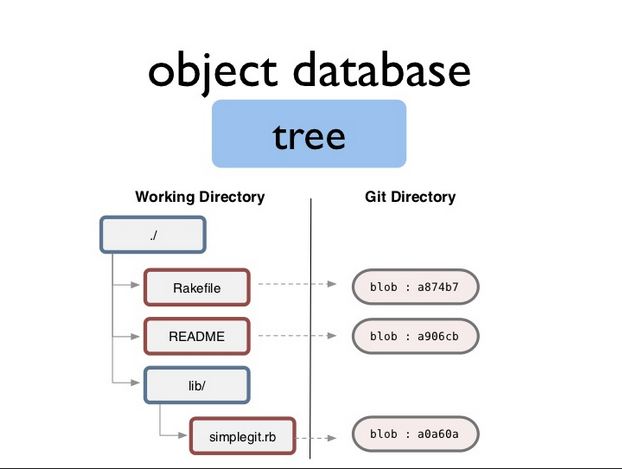 object database
tree
Working Directory
Git Directory
./
Rakefile
blob : a874b7
README
blob : a906cb
lib/
simplegit.rb
blob : a0a60a